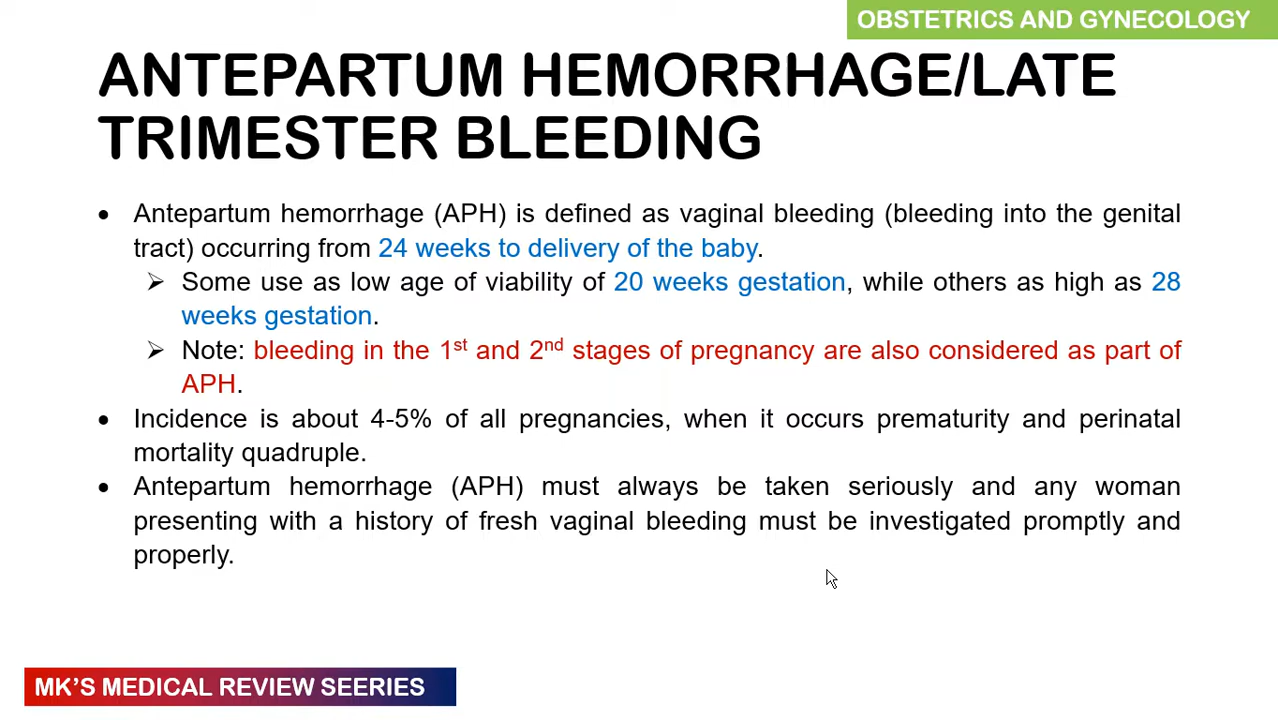 OBSTETRICS AND GYNECOLOGY
ANTEPARTUM HEMORRHAGE/LATE
TRIMESTER BLEEDING
• Antepartum hemorrhage (APH) is defined as vaginal bleeding (bleeding into the genital
tract) occurring from 24 weeks to delivery of the baby.
➢ Some use as low age of viability of 20 weeks gestation, while others as high as 28
weeks gestation.
➢ Note: bleeding in the 1st and 2nd stages of pregnancy are also considered as part of
APH.
• Incidence is about 4-5% of all pregnancies, when it occurs prematurity and perinatal
mortality quadruple.
• Antepartum hemorrhage (APH) must always be taken seriously and any woman
presenting with a history of fresh vaginal bleeding must be investigated promptly and
properly.
MK'S MEDICAL REVIEW SEERIES